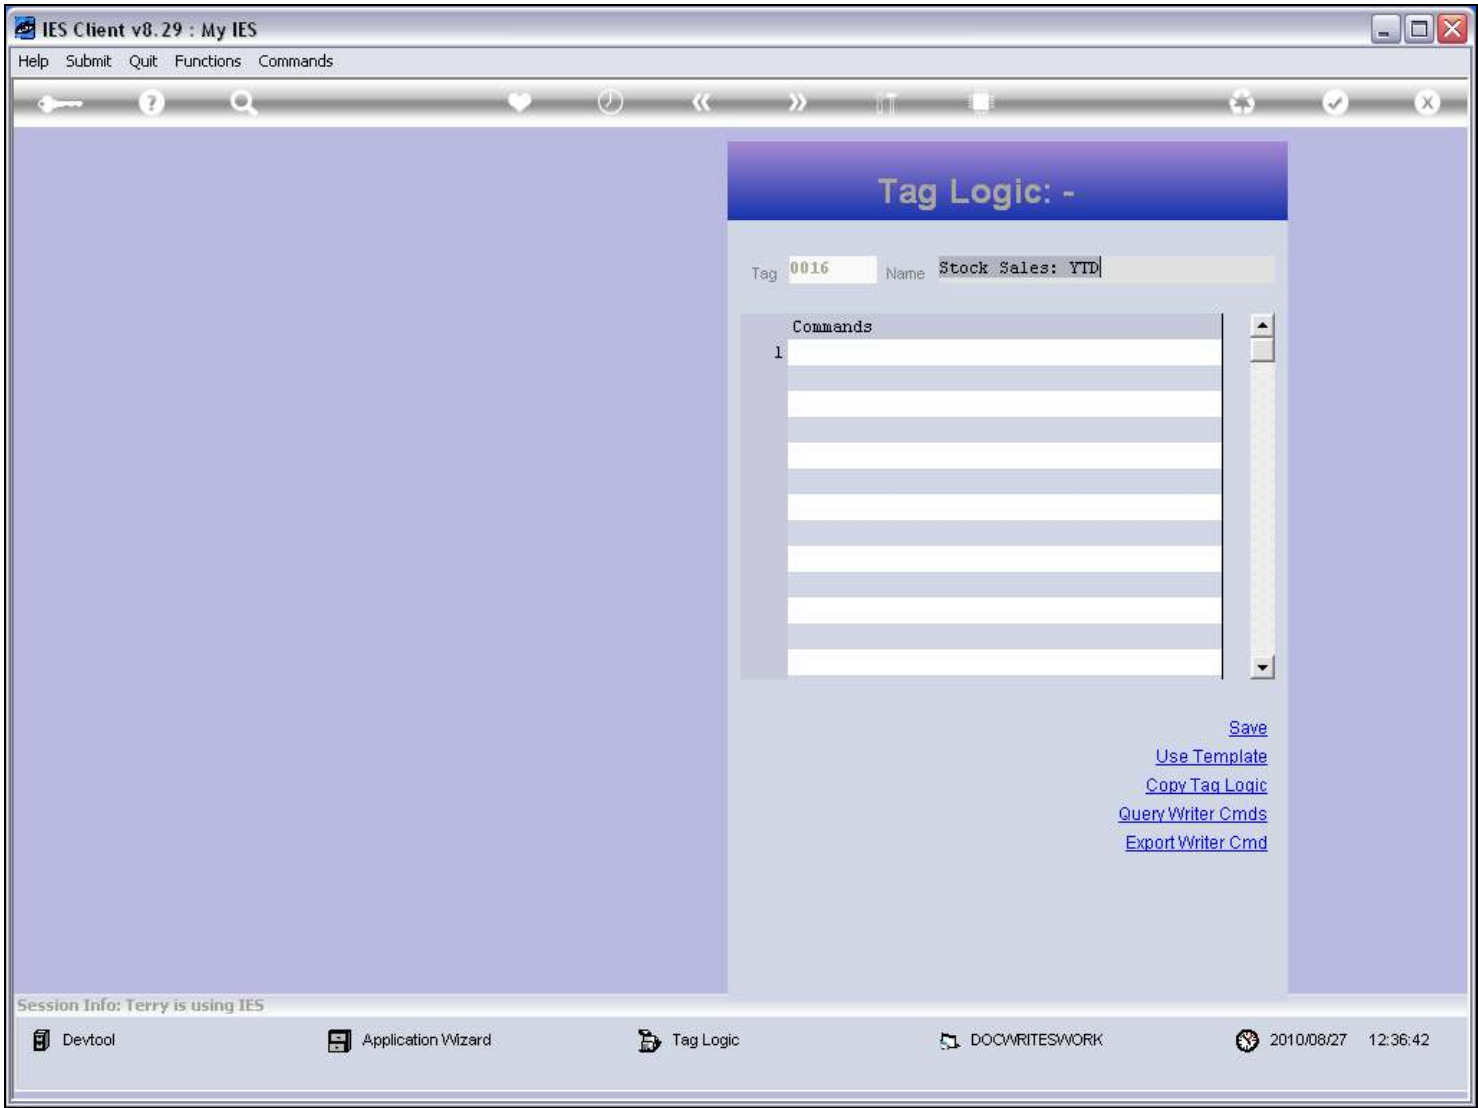 IES Client v8.29 : My IES
Help Submit Quit Functions Commands
Tag Logic: -
Tag 0016 Name Stock Sales: YTD
Commands
1
Save
Use Template
Copy Tag Logic
Query Writer Cmds
Export Writer Cmd
Session Info: Terry is using IES
Devtool Application Wizard Tag Logic DOCWRITESWORK 2010/08/27 12:36:42